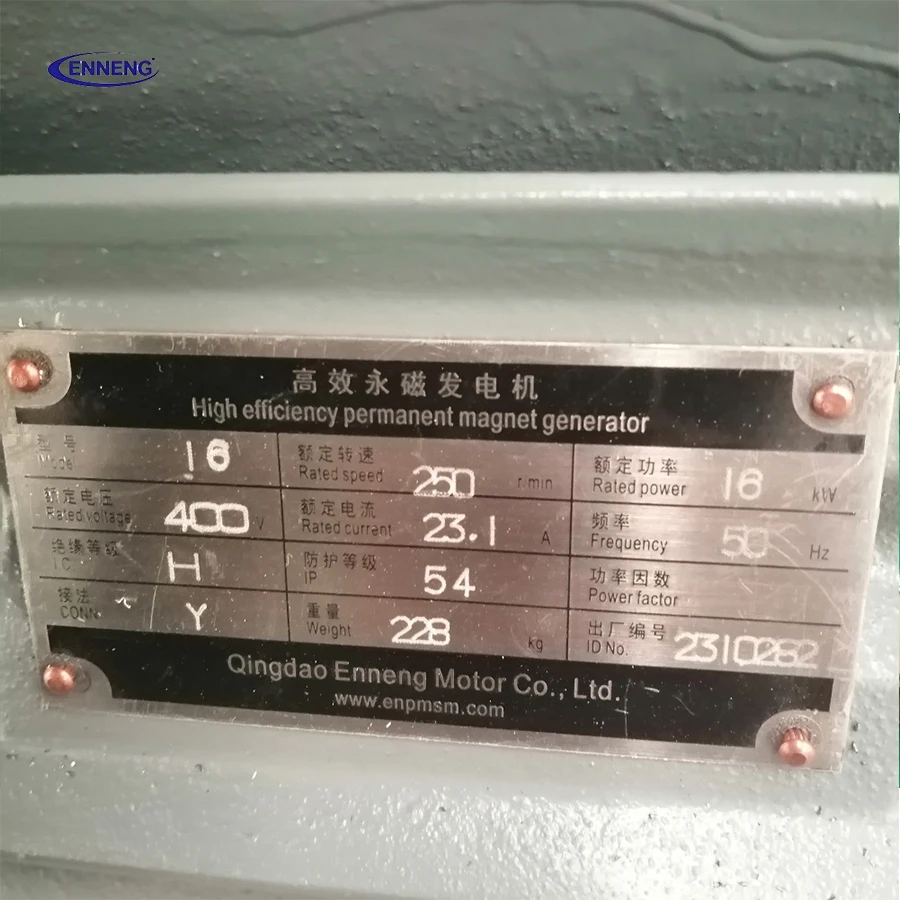 ENNENG
高效永磁发电机
High efficiency permanent magnet generator
型号 Model 16
额定转速 Rated speed 250 r.min
额定功率 Rated power 16 kW
额定电压 Rated voltage 400 V
额定电流 Rated current 23.1 A
频率 Frequency 50 Hz
绝缘等级 I.C. H
防护等级 IP 54
功率因数 Power factor
接法 CONN Y
重量 Weight 228 kg
出厂编号 ID No. 2310282
Qingdao Enneng Motor Co., Ltd.
www.enpmsm.com